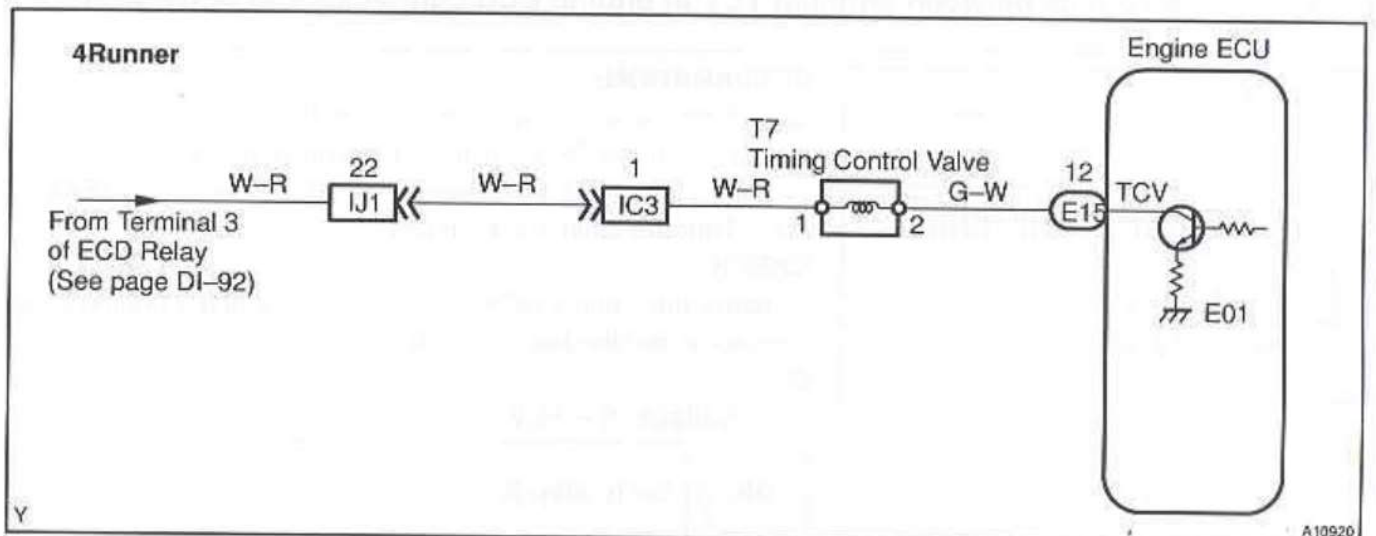 4Runner
Engine ECU
T7
Timing Control Valve
22
1
12
W–R
W–R
W–R
G–W
TCV
IJ1
IC3
1
2
E15
From Terminal 3
of ECD Relay
(See page DI–92)
E01
Y
A10920